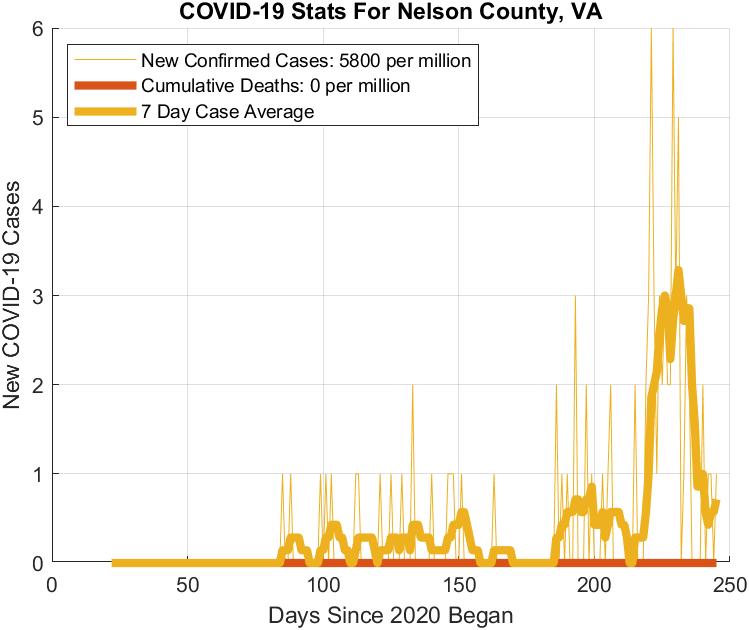 COVID-19 Stats For Nelson County, VA
New Confirmed Cases: 5800 per million
Cumulative Deaths: 0 per million
7 Day Case Average
New COVID-19 Cases
6
5
4
3
2
1
0
0 50 100 150 200 250
Days Since 2020 Began